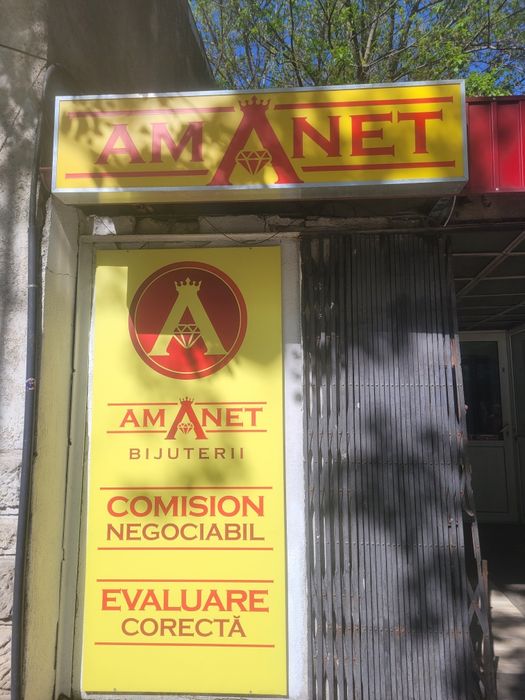 AMANET
A
AMANET
BIJUTERII
COMISION
NEGOCIABIL
EVALUARE
CORECTĂ